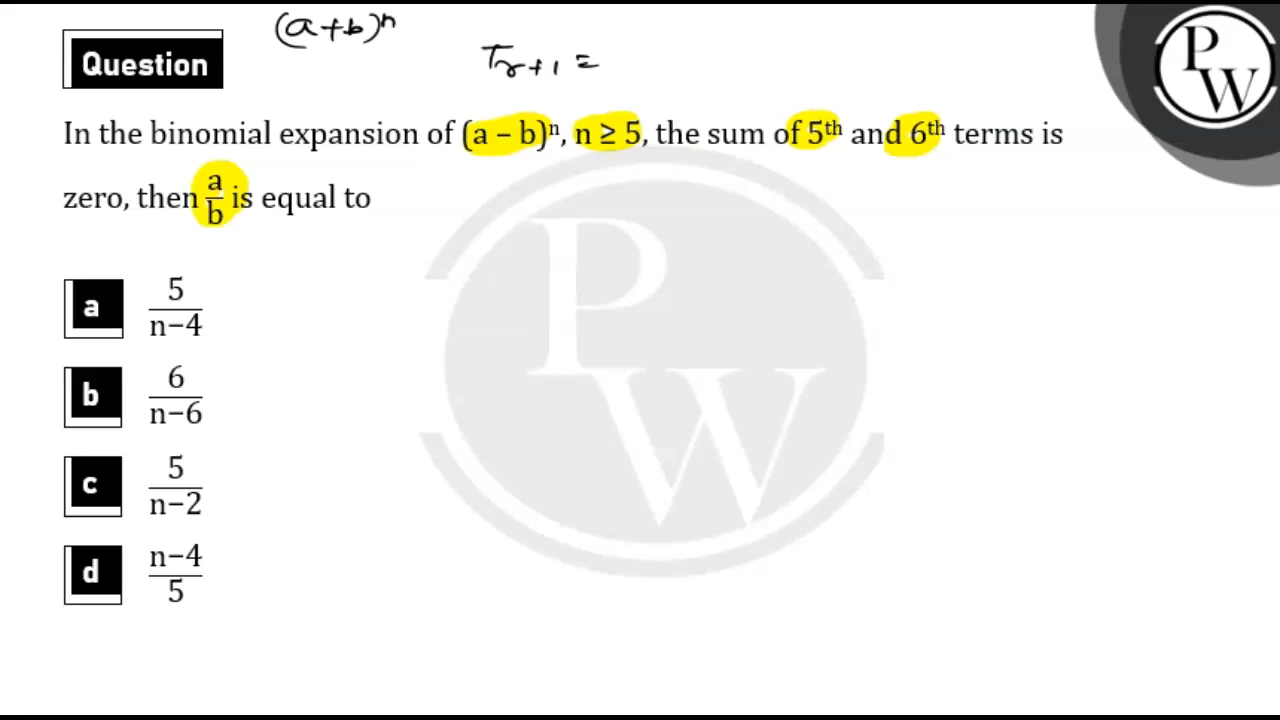 (a+b)ⁿ
Question
Tᵣ₊₁ =
In the binomial expansion of (a – b)ⁿ, n ≥ 5, the sum of 5ᵗʰ and 6ᵗʰ terms is
zero, then a/b is equal to
a 5/(n−4)
b 6/(n−6)
c 5/(n−2)
d (n−4)/5
PW
PW